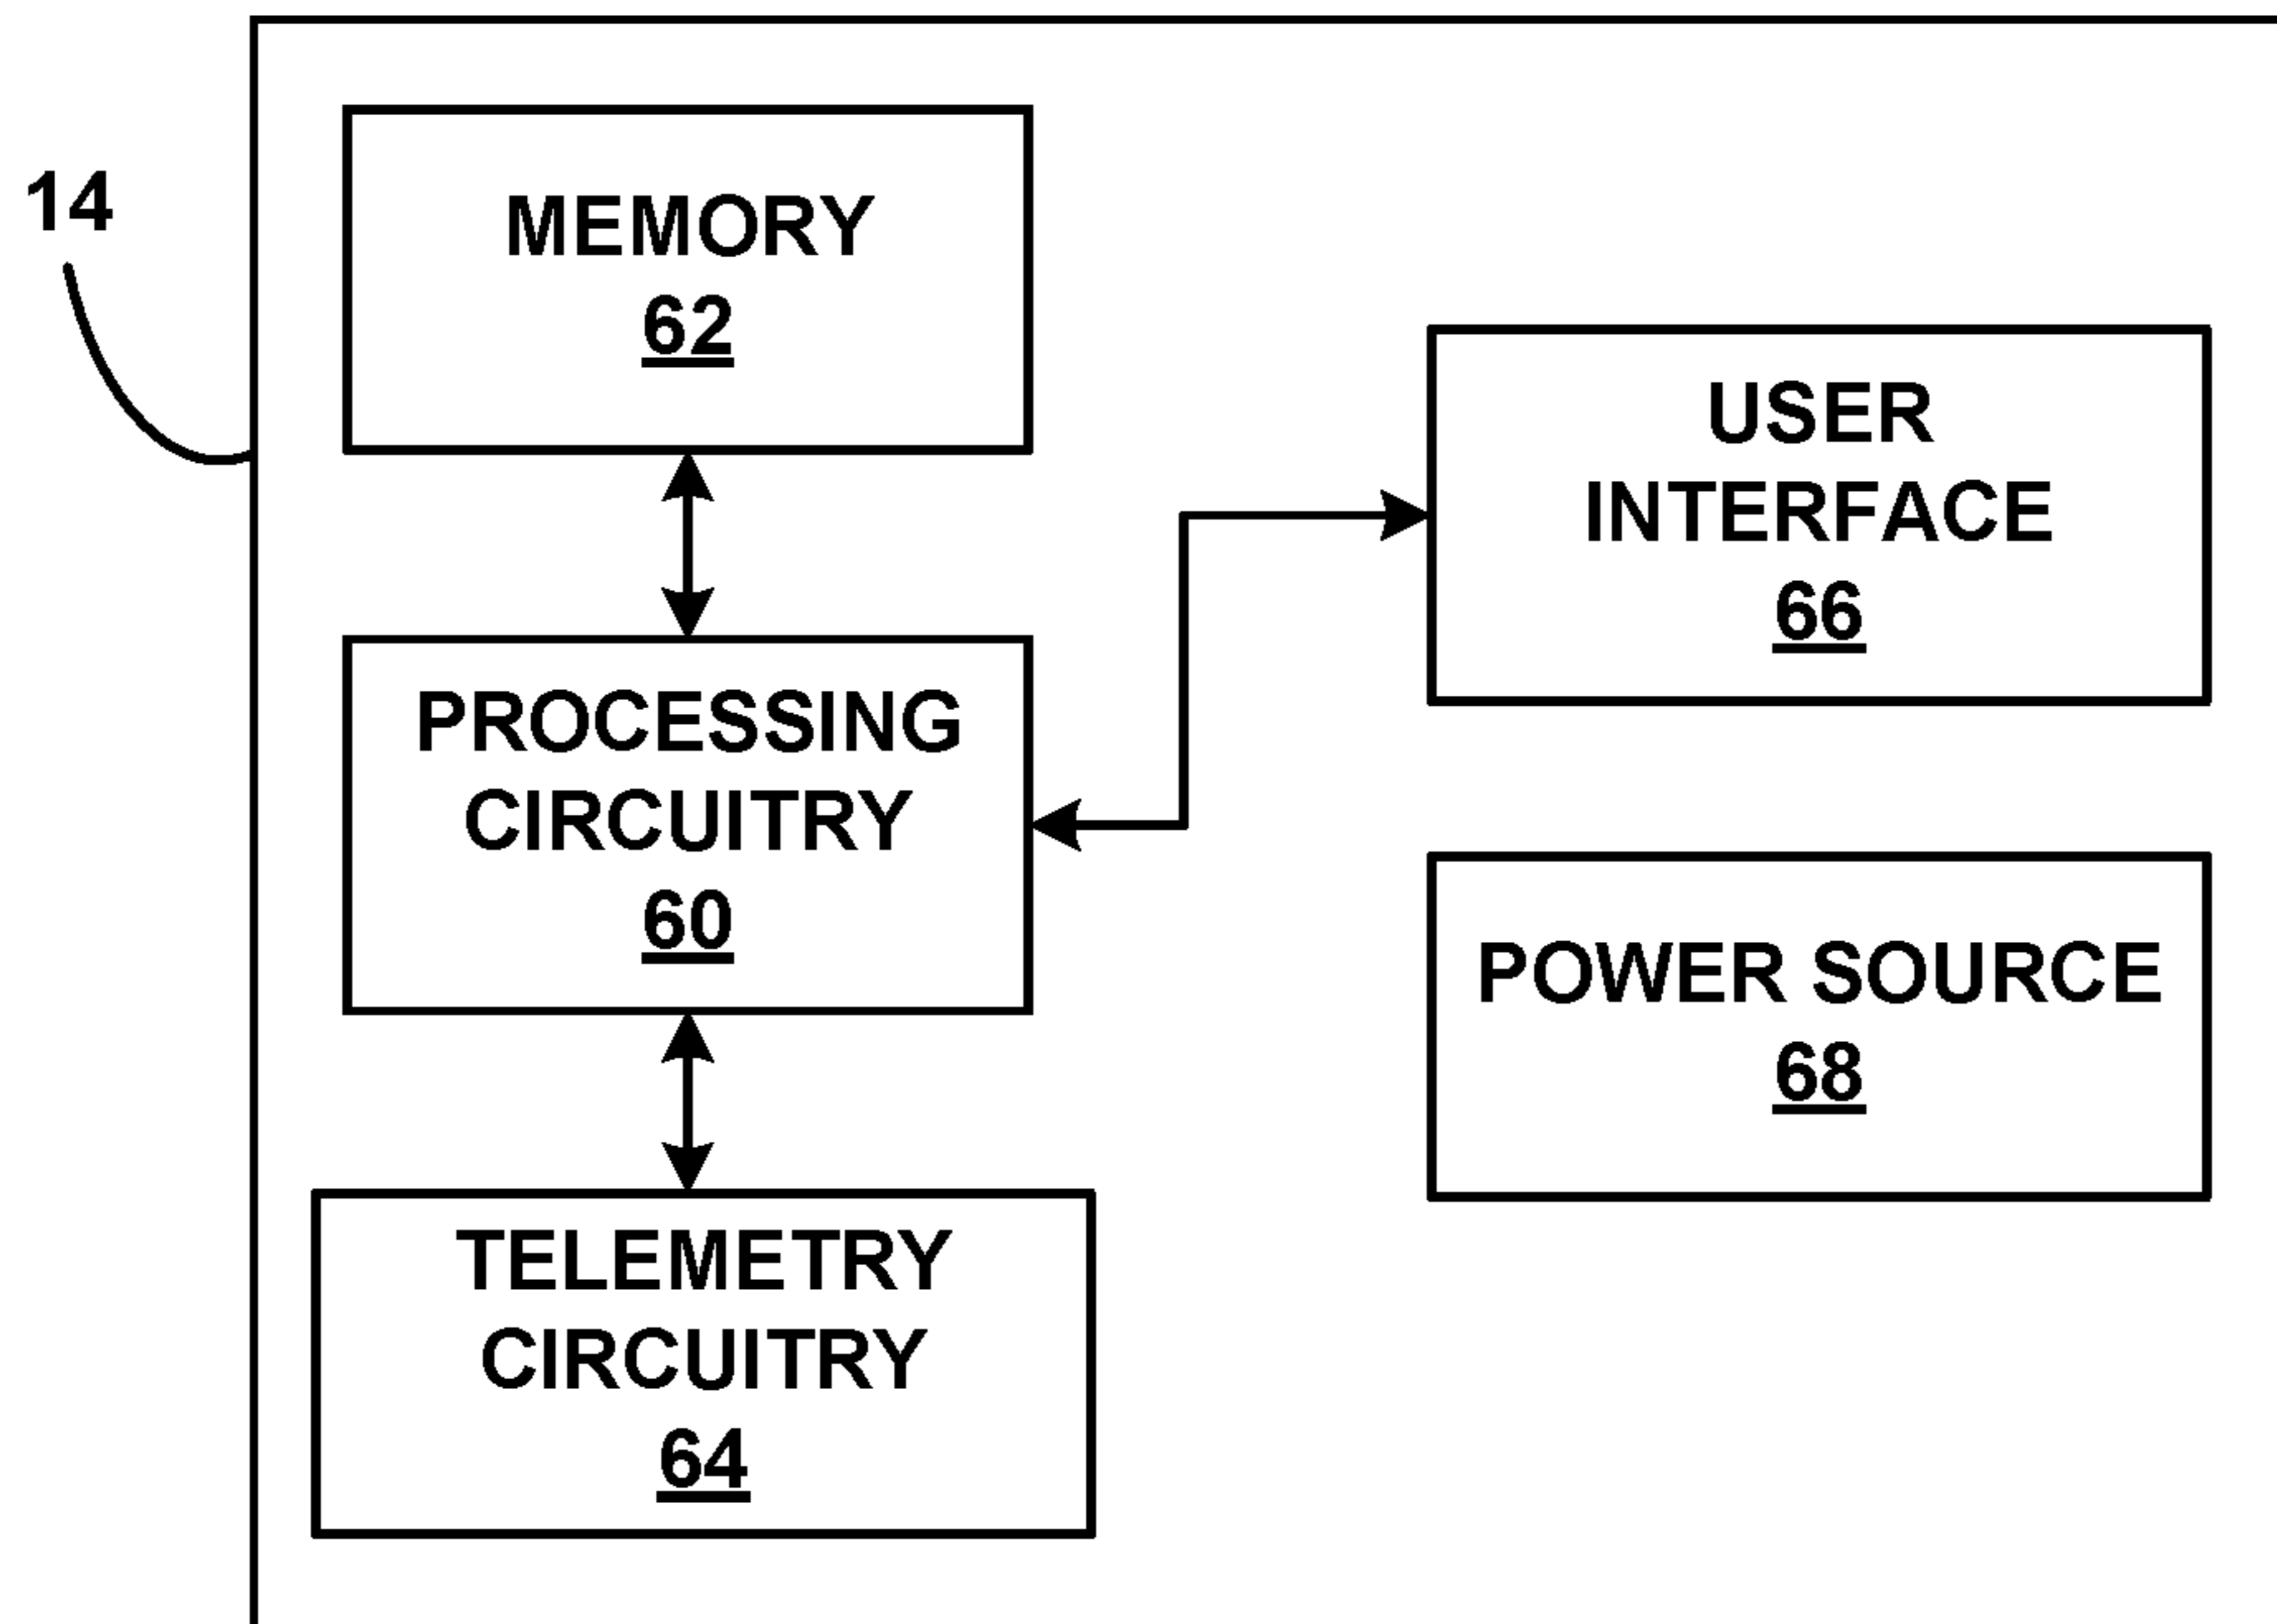 14
MEMORY
62
PROCESSING
CIRCUITRY
60
TELEMETRY
CIRCUITRY
64
USER
INTERFACE
66
POWER SOURCE
68